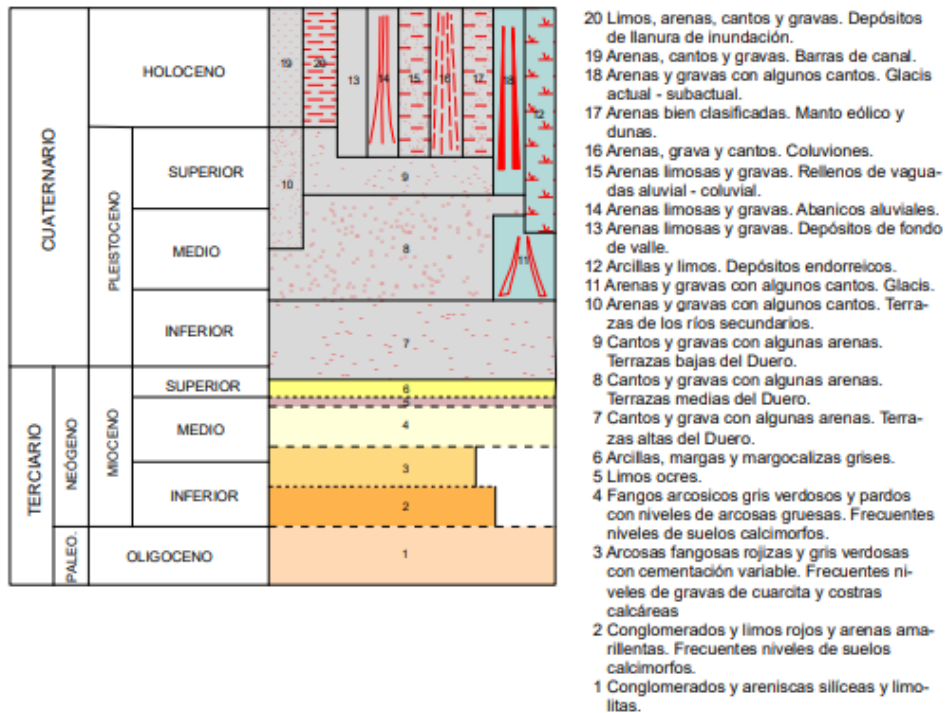 CUATERNARIO
HOLOCENO
PLEISTOCENO
SUPERIOR
MEDIO
INFERIOR
TERCIARIO
NEÓGENO
MIOCENO
SUPERIOR
MEDIO
INFERIOR
PALEO.
OLIGOCENO
19
20
13
14
15
16
17
18
12
10
9
8
11
7
6
5
4
3
2
1
20 Limos, arenas, cantos y gravas. Depósitos
de llanura de inundación.
19 Arenas, cantos y gravas. Barras de canal.
18 Arenas y gravas con algunos cantos. Glacis
actual - subactual.
17 Arenas bien clasificadas. Manto eólico y
dunas.
16 Arenas, grava y cantos. Coluviones.
15 Arenas limosas y gravas. Rellenos de vagua-
das aluvial - coluvial.
14 Arenas limosas y gravas. Abanicos aluviales.
13 Arenas limosas y gravas. Depósitos de fondo
de valle.
12 Arcillas y limos. Depósitos endorreicos.
11 Arenas y gravas con algunos cantos. Glacis.
10 Arenas y gravas con algunos cantos. Terra-
zas de los ríos secundarios.
9 Cantos y gravas con algunas arenas.
Terrazas bajas del Duero.
8 Cantos y gravas con algunas arenas.
Terrazas medias del Duero.
7 Cantos y grava con algunas arenas. Terra-
zas altas del Duero.
6 Arcillas, margas y margocalizas grises.
5 Limos ocres.
4 Fangos arcosicos gris verdosos y pardos
con niveles de arcosas gruesas. Frecuentes
niveles de suelos calcimorfos.
3 Arcosas fangosas rojizas y gris verdosas
con cementación variable. Frecuentes ni-
veles de gravas de cuarcita y costras
calcáreas
2 Conglomerados y limos rojos y arenas ama-
rillentas. Frecuentes niveles de suelos
calcimorfos.
1 Conglomerados y areniscas silíceas y limo-
litas.